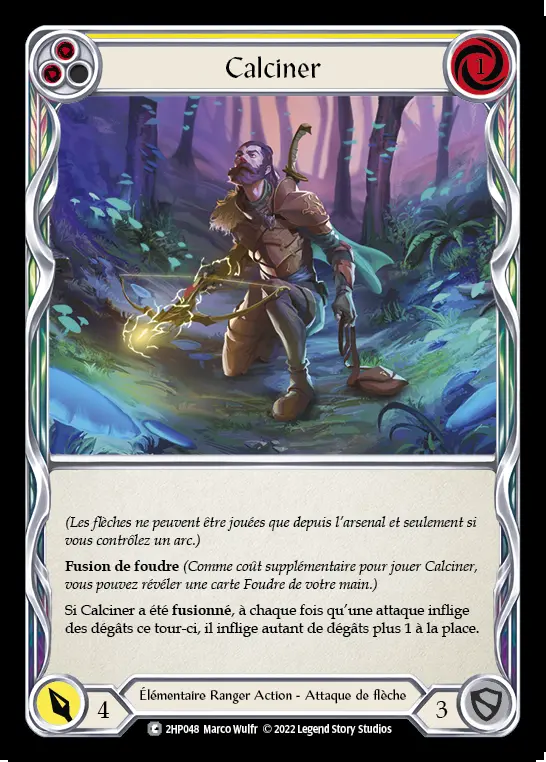 Calciner
1
(Les flèches ne peuvent être jouées que depuis l'arsenal et seulement si
vous contrôlez un arc.)
Fusion de foudre (Comme coût supplémentaire pour jouer Calciner,
vous pouvez révéler une carte Foudre de votre main.)
Si Calciner a été fusionné, à chaque fois qu'une attaque inflige
des dégâts ce tour-ci, il inflige autant de dégâts plus 1 à la place.
4
Élémentaire Ranger Action - Attaque de flèche
3
C 2HP048 Marco Wulfr © 2022 Legend Story Studios